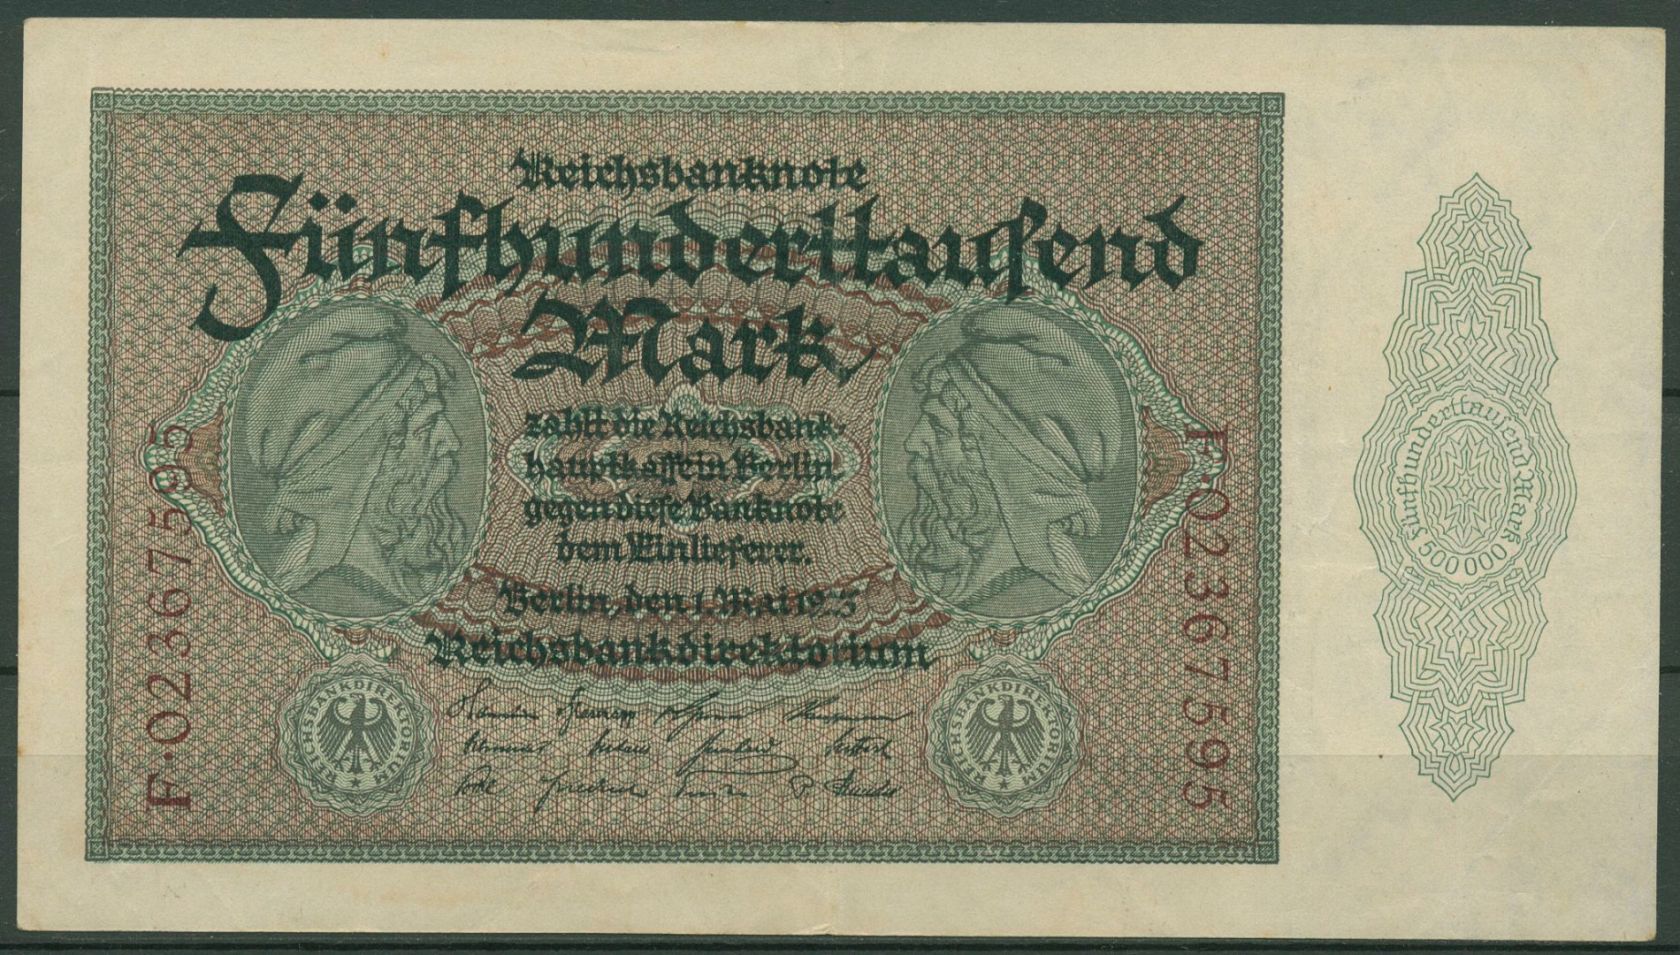 Reichsbanknote
Fünfhunderttausend
Mark
zahlt die Reichsbank-
hauptkasse in Berlin
gegen diese Banknote
dem Einlieferer.
Berlin, den 1. Mai 1923
Reichsbankdirektorium
F·02367595
F·02367595
REICHSBANKDIREKTORIUM
REICHSBANKDIREKTORIUM
Fünfhunderttausend Mark
500000